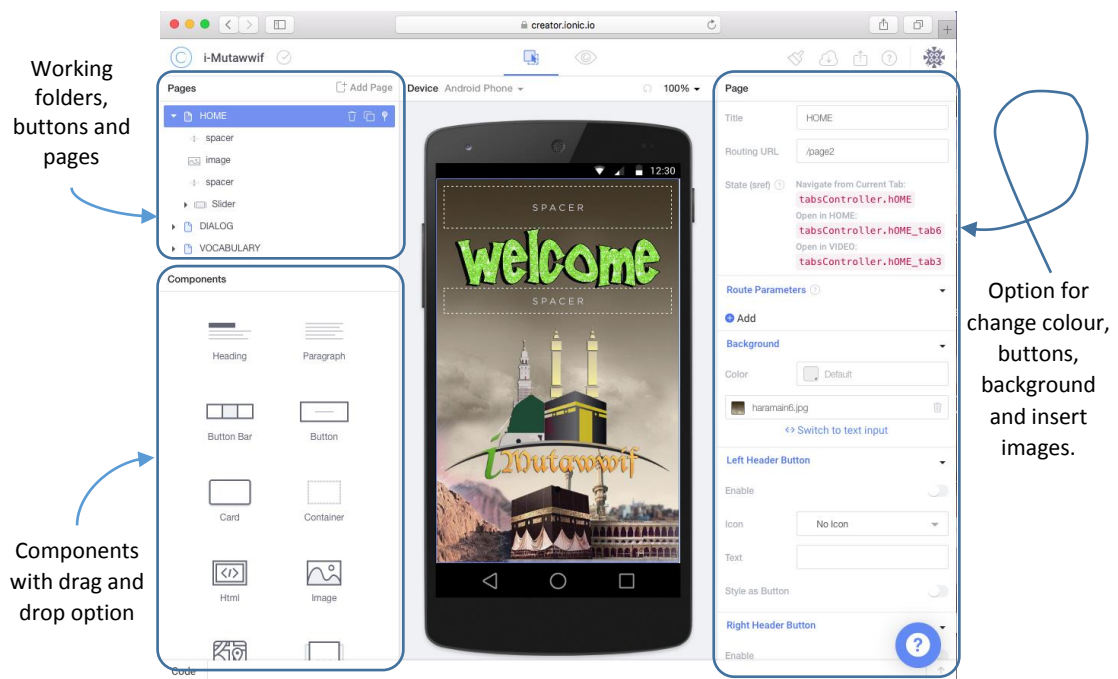 creator.ionic.io
i-Mutawwif
Working
folders,
buttons and
pages
Pages
Add Page
HOME
spacer
image
spacer
Slider
DIALOG
VOCABULARY
Components
Heading
Paragraph
Button Bar
Button
Card
Container
Html
Image
Code
Components
with drag and
drop option
Device Android Phone
100%
12:30
SPACER
welcome
SPACER
iMutawwif
Page
Title
HOME
Routing URL
/page2
State (sref) ?
Navigate from Current Tab:
tabsController.hOME
Open in HOME:
tabsController.hOME_tab6
Open in VIDEO:
tabsController.hOME_tab3
Route Parameters ?
Add
Background
Color
Default
haramain6.jpg
<> Switch to text input
Left Header Button
Enable
Icon
No Icon
Text
Style as Button
Right Header Button
Enable
?
Option for
change colour,
buttons,
background
and insert
images.